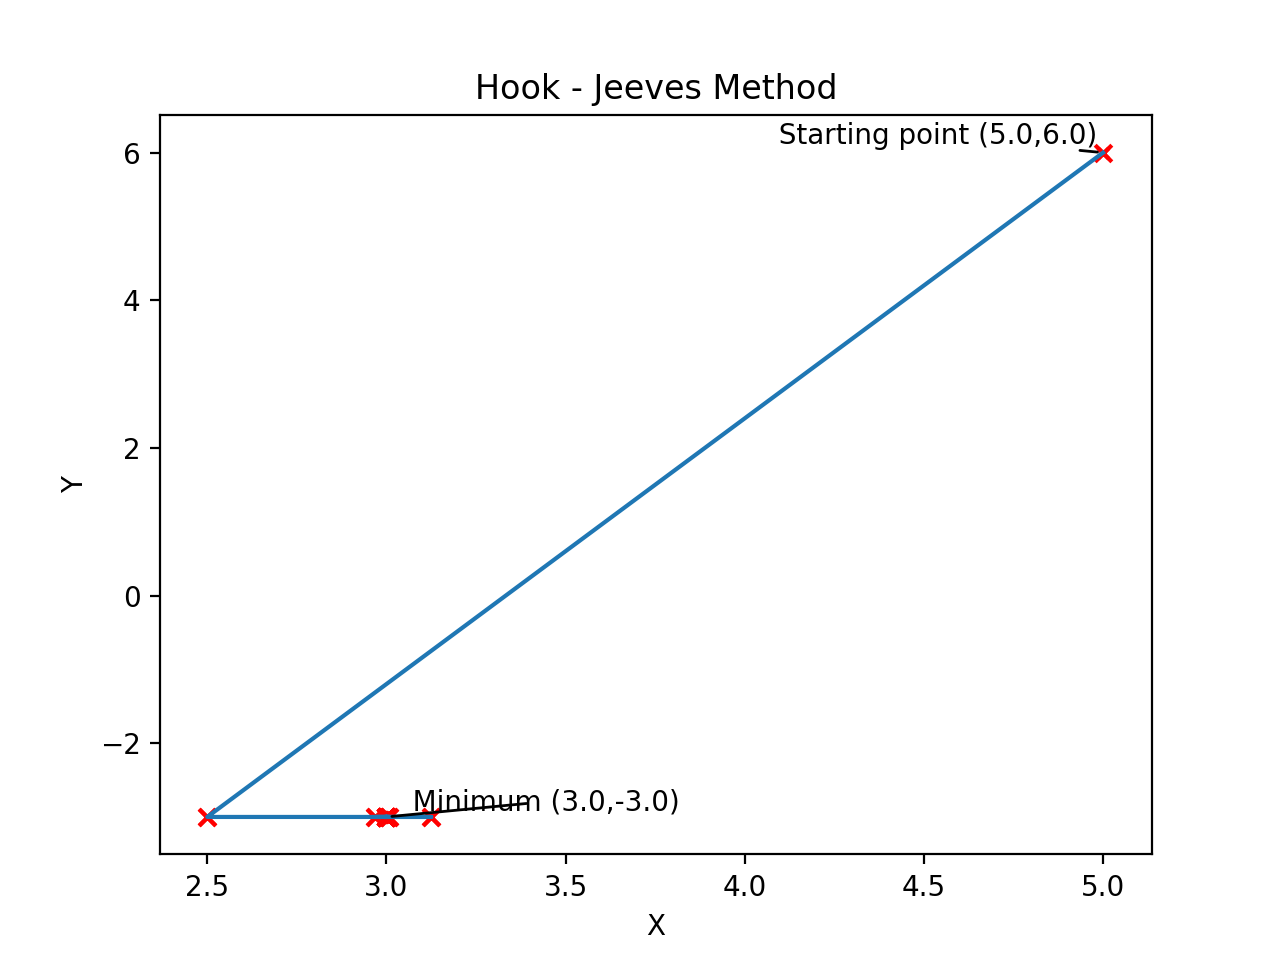 Hook - Jeeves Method
Starting point (5.0,6.0)
6
4
2
0
−2
Y
Minimum (3.0,-3.0)
2.5 3.0 3.5 4.0 4.5 5.0
X